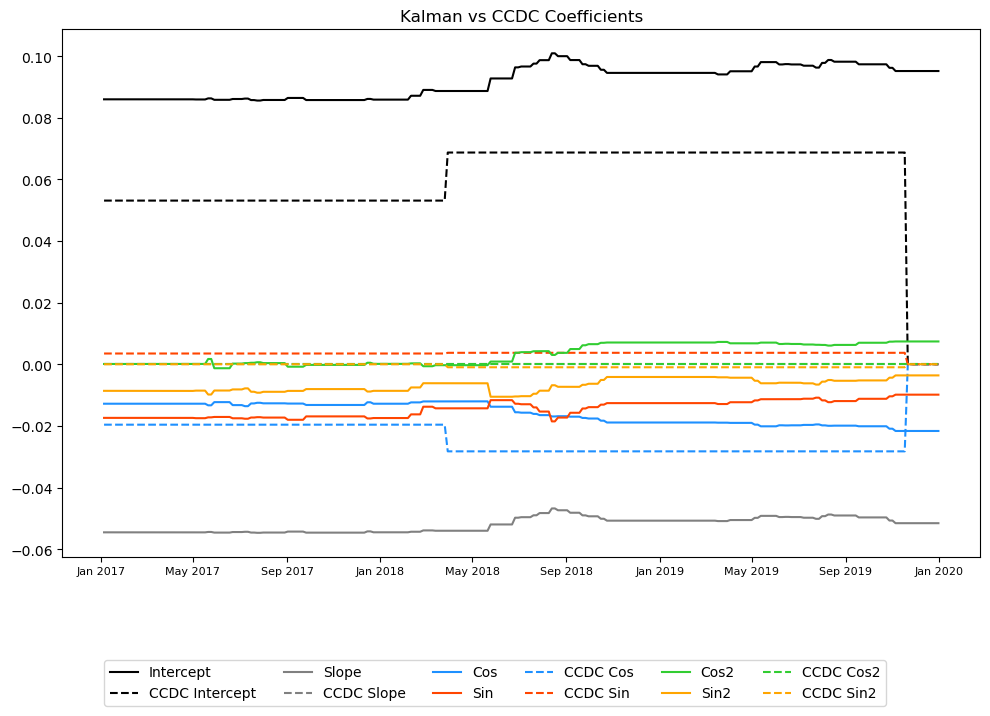 Kalman vs CCDC Coefficients
0.10
0.08
0.06
0.04
0.02
0.00
−0.02
−0.04
−0.06
Jan 2017 May 2017 Sep 2017 Jan 2018 May 2018 Sep 2018 Jan 2019 May 2019 Sep 2019 Jan 2020
Intercept Slope Cos CCDC Cos Cos2 CCDC Cos2
CCDC Intercept CCDC Slope Sin CCDC Sin Sin2 CCDC Sin2